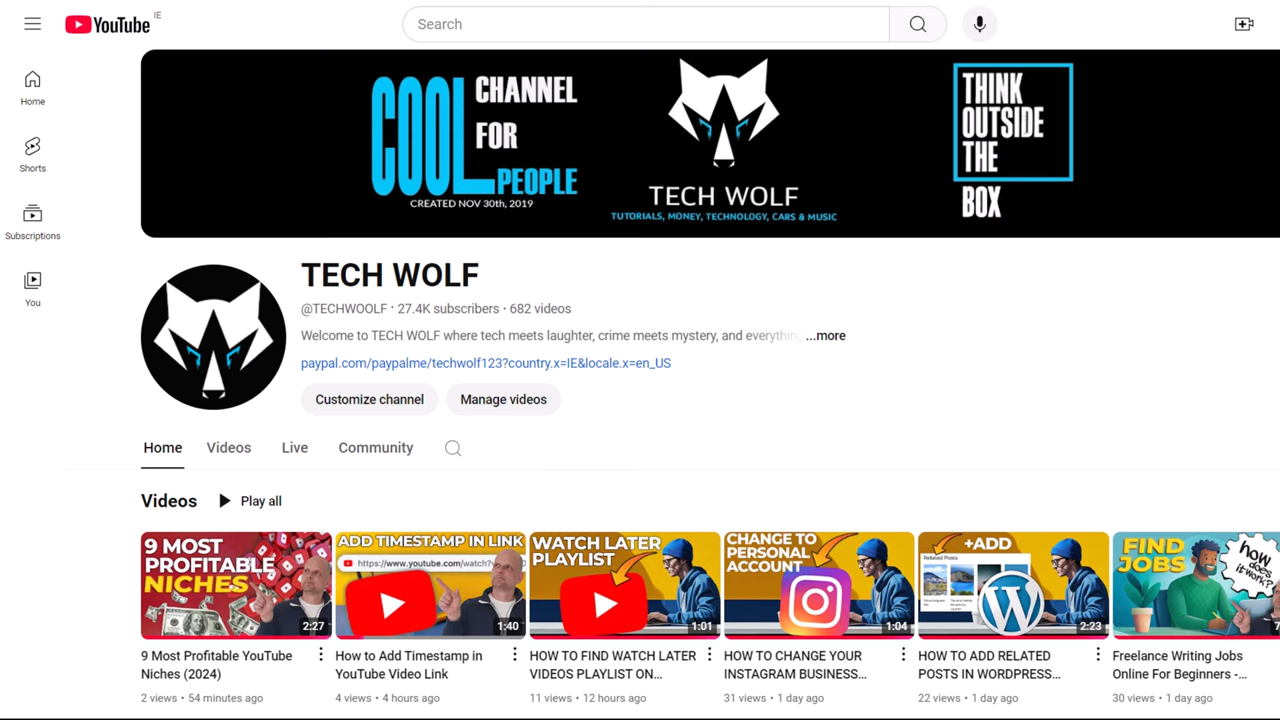 YouTube IE
Search
Home
Shorts
Subscriptions
You
COOL CHANNEL
FOR
PEOPLE
CREATED NOV 30th, 2019
TECH WOLF
TUTORIALS, MONEY, TECHNOLOGY, CARS & MUSIC
THINK
OUTSIDE
THE
BOX
TECH WOLF
@TECHWOOLF · 27.4K subscribers · 682 videos
Welcome to TECH WOLF where tech meets laughter, crime meets mystery, and everything ...more
paypal.com/paypalme/techwolf123?country.x=IE&locale.x=en_US
Customize channel
Manage videos
Home Videos Live Community
Videos Play all
9 MOST
PROFITABLE
NICHES
2:27
9 Most Profitable YouTube
Niches (2024)
2 views • 54 minutes ago
ADD TIMESTAMP IN LINK
https://www.youtube.com/watch?v
1:40
How to Add Timestamp in
YouTube Video Link
4 views • 4 hours ago
WATCH LATER
PLAYLIST
1:01
HOW TO FIND WATCH LATER
VIDEOS PLAYLIST ON...
11 views • 12 hours ago
CHANGE TO
PERSONAL
ACCOUNT
1:04
HOW TO CHANGE YOUR
INSTAGRAM BUSINESS...
31 views • 1 day ago
+ADD
Related Posts
2:23
HOW TO ADD RELATED
POSTS IN WORDPRESS...
22 views • 1 day ago
FIND
JOBS
how
does
it work?
7
Freelance Writing Jobs
Online For Beginners -...
30 views • 1 day ago